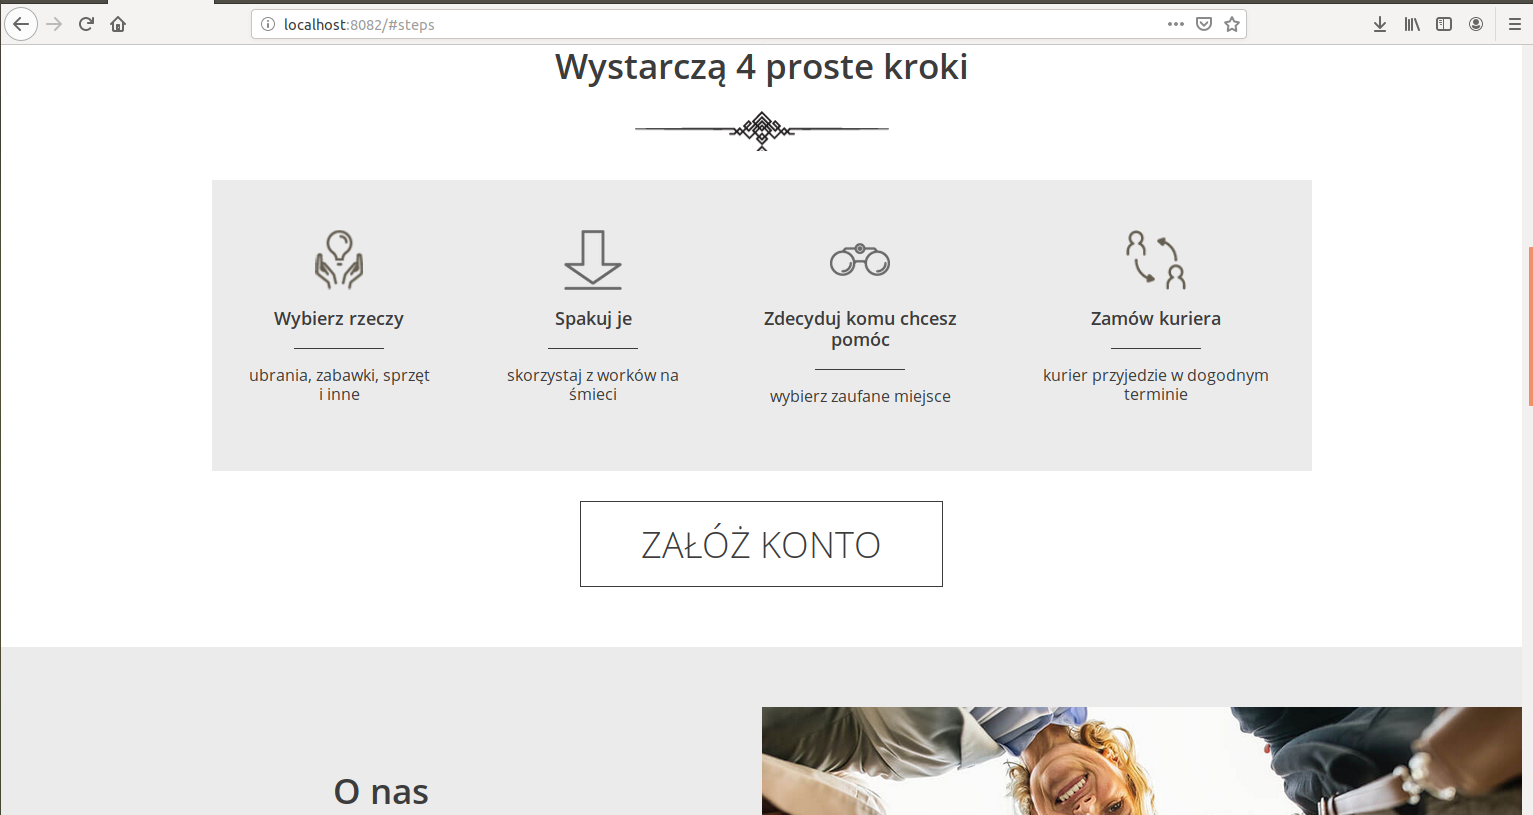 localhost:8082/#steps
Wystarczą 4 proste kroki
Wybierz rzeczy
ubrania, zabawki, sprzęt
i inne
Spakuj je
skorzystaj z worków na
śmieci
Zdecyduj komu chcesz
pomóc
wybierz zaufane miejsce
Zamów kuriera
kurier przyjedzie w dogodnym
terminie
ZAŁÓŻ KONTO
O nas